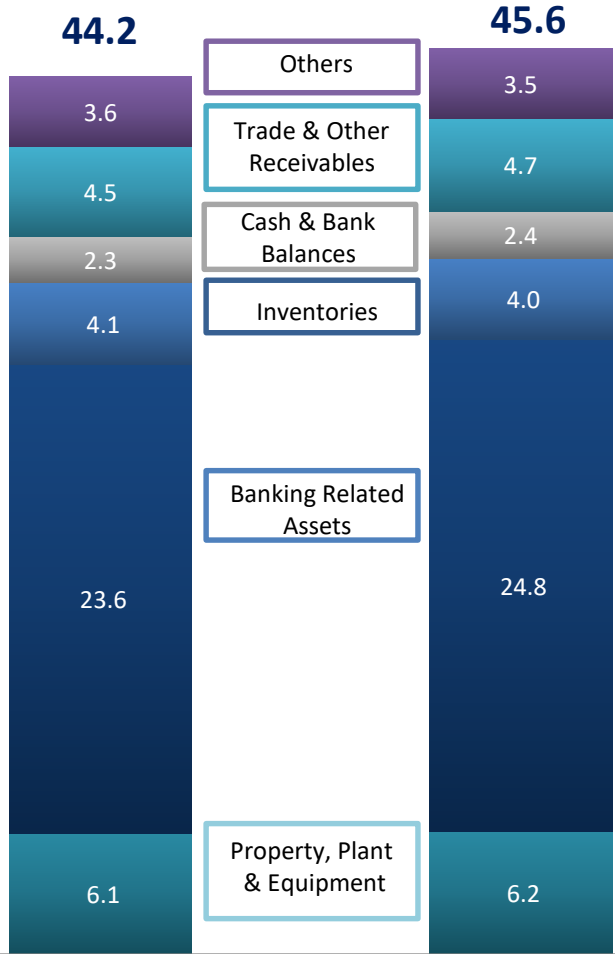 44.2
45.6
3.6
Others
3.5
4.5
Trade & Other
Receivables
4.7
2.3
Cash & Bank
Balances
2.4
4.1
Inventories
4.0
23.6
Banking Related
Assets
24.8
6.1
Property, Plant
& Equipment
6.2